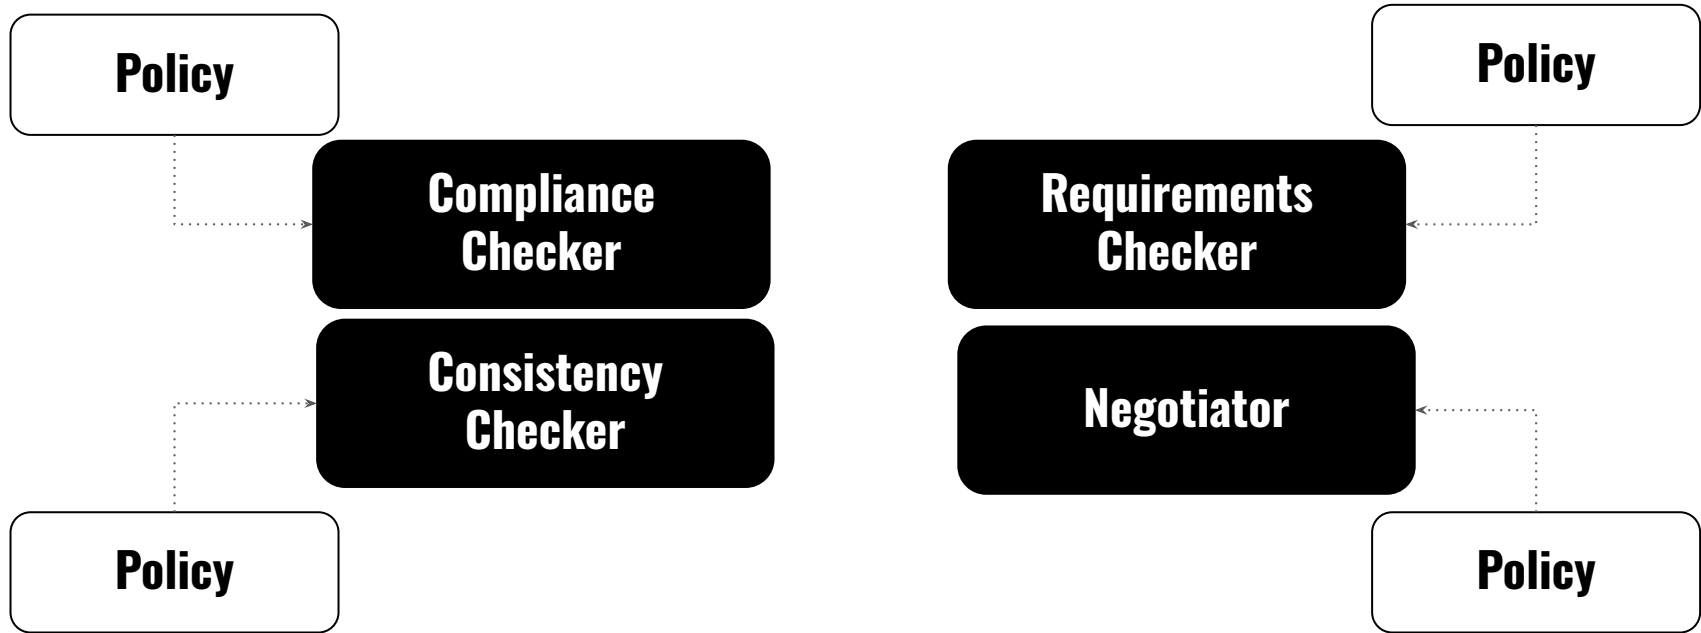 Policy
Policy
Compliance
Checker
Requirements
Checker
Consistency
Checker
Negotiator
Policy
Policy